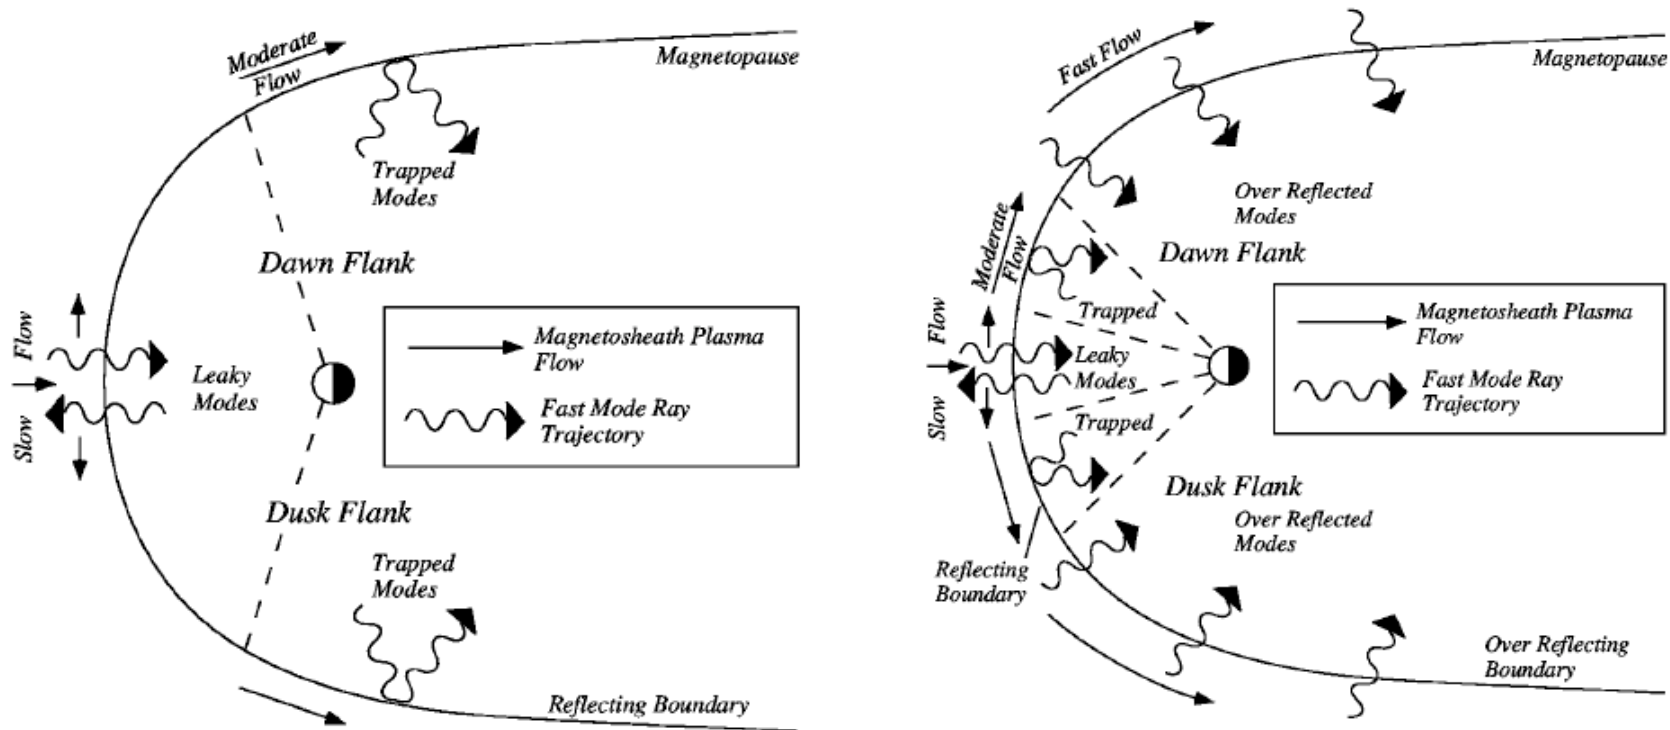 Moderate
Flow
Magnetopause
Trapped
Modes
Dawn Flank
Flow
Slow
Leaky
Modes
Magnetosheath Plasma
Flow
Fast Mode Ray
Trajectory
Dusk Flank
Trapped
Modes
Reflecting Boundary
Fast Flow
Magnetopause
Over Reflected
Modes
Moderate
Flow
Dawn Flank
Trapped
Flow
Slow
Leaky
Modes
Magnetosheath Plasma
Flow
Fast Mode Ray
Trajectory
Trapped
Dusk Flank
Over Reflected
Modes
Reflecting
Boundary
Over Reflecting
Boundary